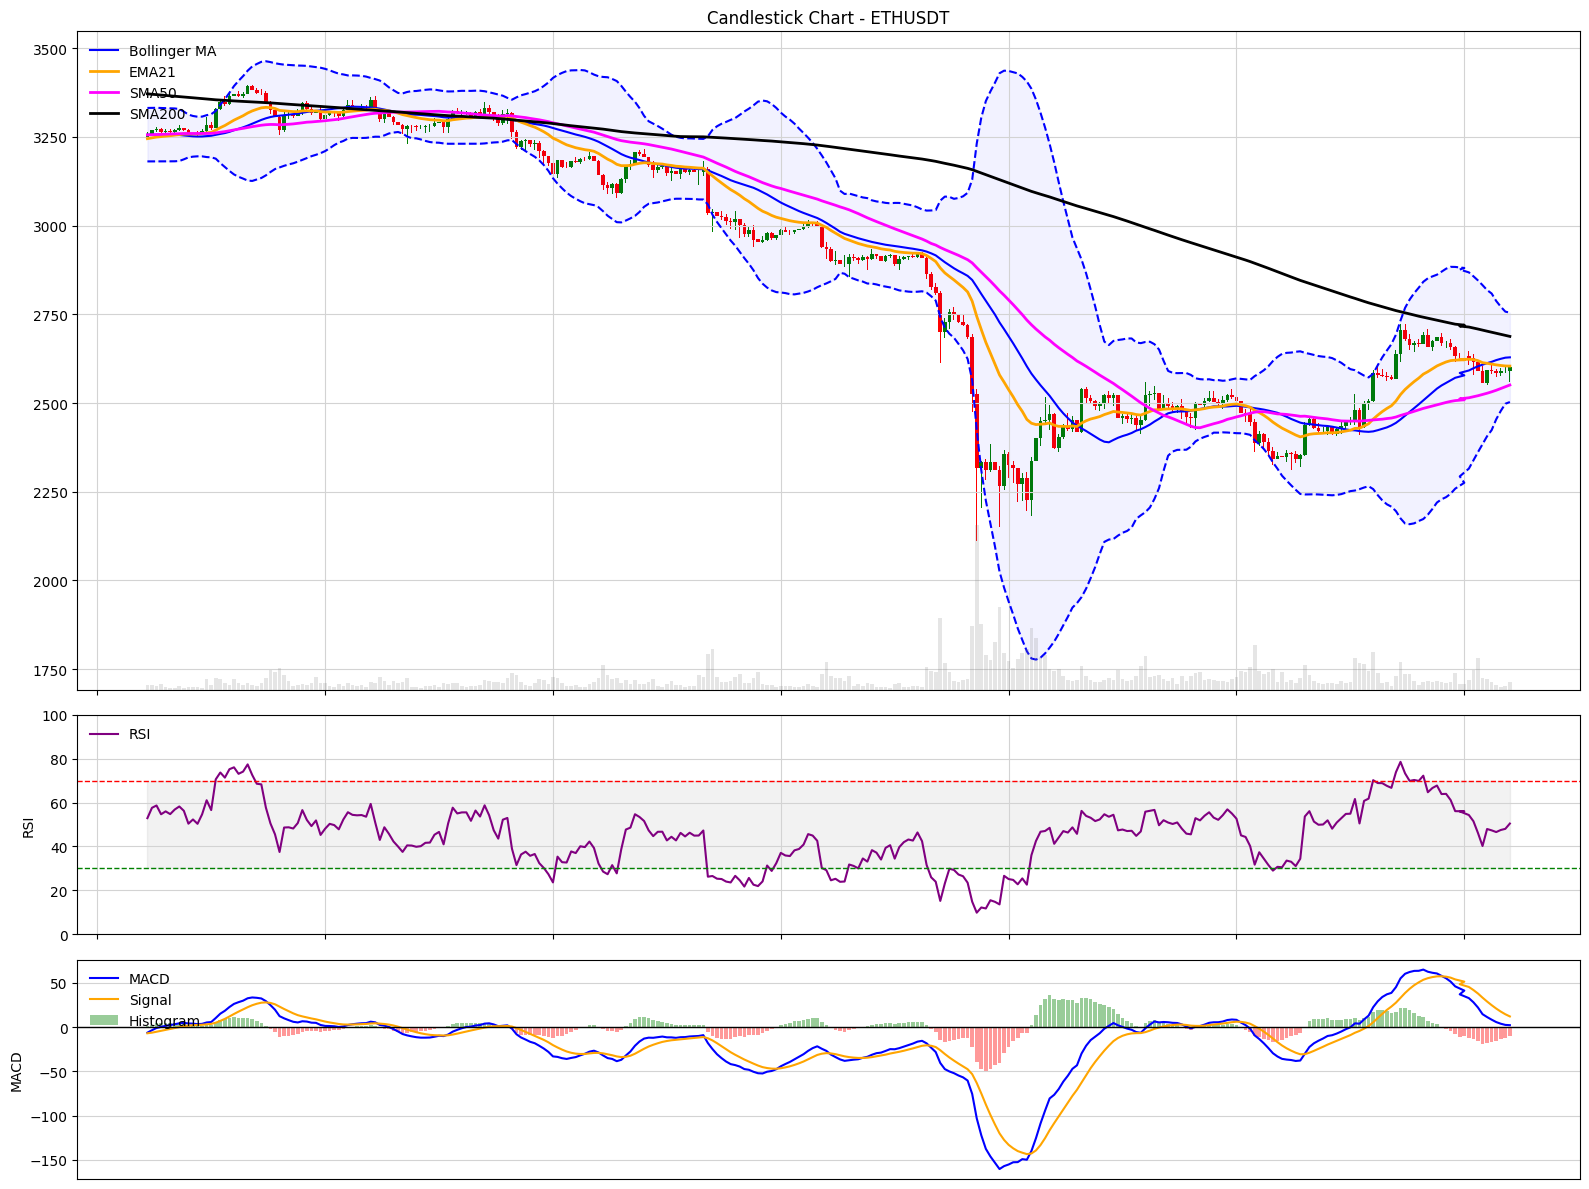 Candlestick Chart - ETHUSDT
3500
3250
3000
2750
2500
2250
2000
1750
Bollinger MA
EMA21
SMA50
SMA200
100
80
60
40
20
0
RSI
RSI
50
0
−50
−100
−150
MACD
MACD
Signal
Histogram